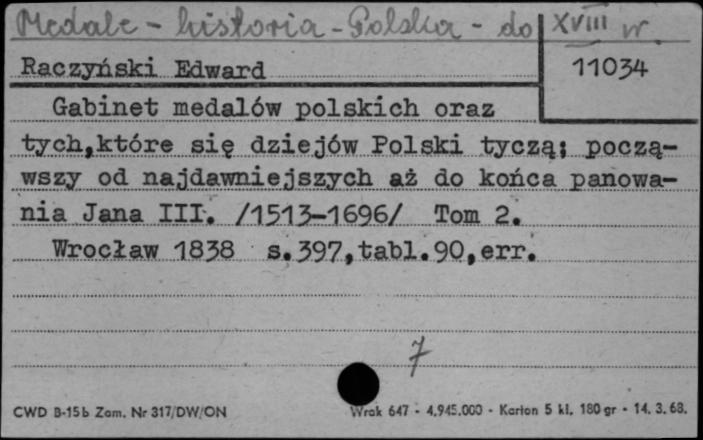 Medale - historia - Polska - do XVIII w.
Raczyński Edward 11034
Gabinet medalów polskich oraz
tych,które się dziejów Polski tyczą; począ-
wszy od najdawniejszych aż do końca panowa-
nia Jana III. /1513-1696/ Tom 2.
Wrocław 1838 s.397,tabl.90,err.
7
CWD B-15b Zam. Nr 317/DW/ON Wrak 647 - 4.945.000 - Karton 5 kl. 180 gr - 14. 3. 68.